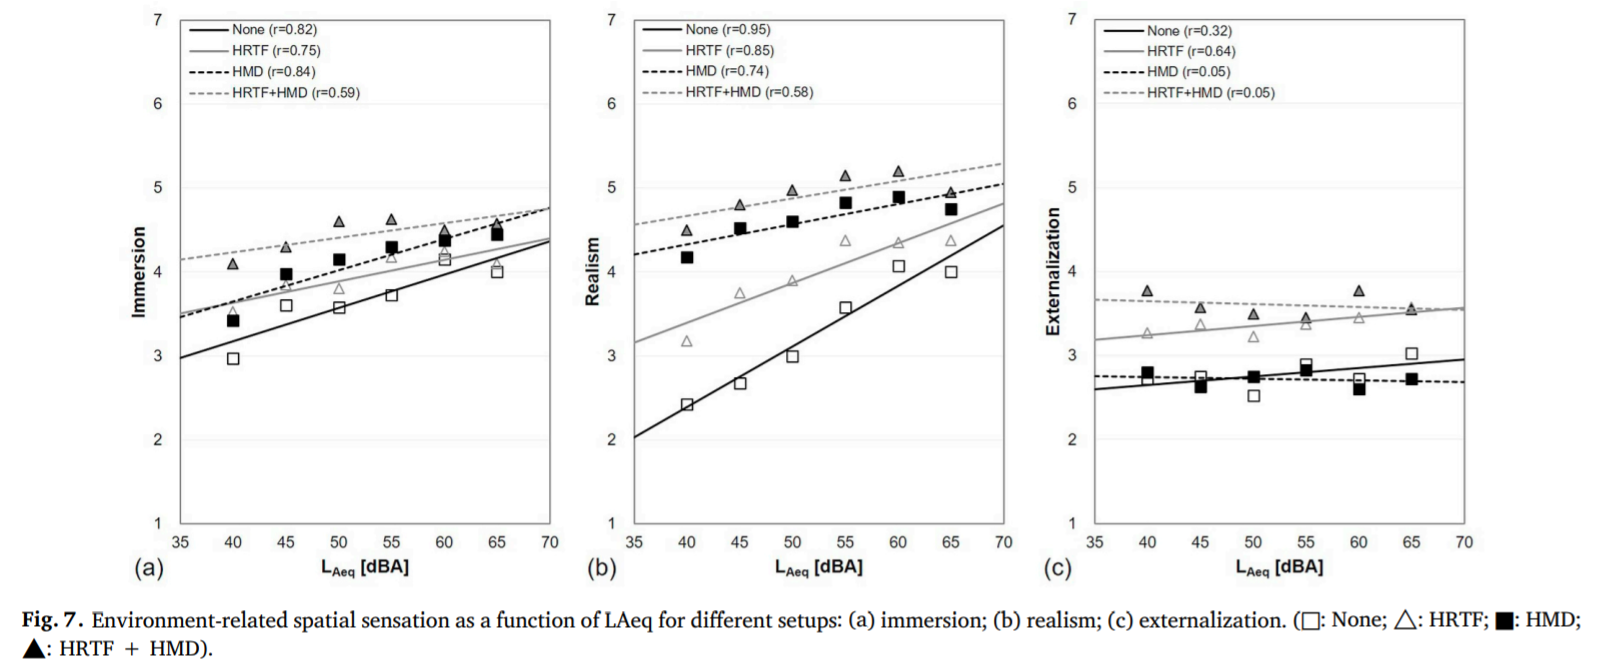 7
6
5
4
3
2
1
Immersion
None (r=0.82)
HRTF (r=0.75)
HMD (r=0.84)
HRTF+HMD (r=0.59)
35 40 45 50 55 60 65 70
(a) LAeq [dBA]
7
6
5
4
3
2
1
Realism
None (r=0.95)
HRTF (r=0.85)
HMD (r=0.74)
HRTF+HMD (r=0.58)
35 40 45 50 55 60 65 70
(b) LAeq [dBA]
7
6
5
4
3
2
1
Externalization
None (r=0.32)
HRTF (r=0.64)
HMD (r=0.05)
HRTF+HMD (r=0.05)
35 40 45 50 55 60 65 70
(c) LAeq [dBA]
Fig. 7. Environment-related spatial sensation as a function of LAeq for different setups: (a) immersion; (b) realism; (c) externalization. (□: None; △: HRTF; ■: HMD;
▲: HRTF + HMD).